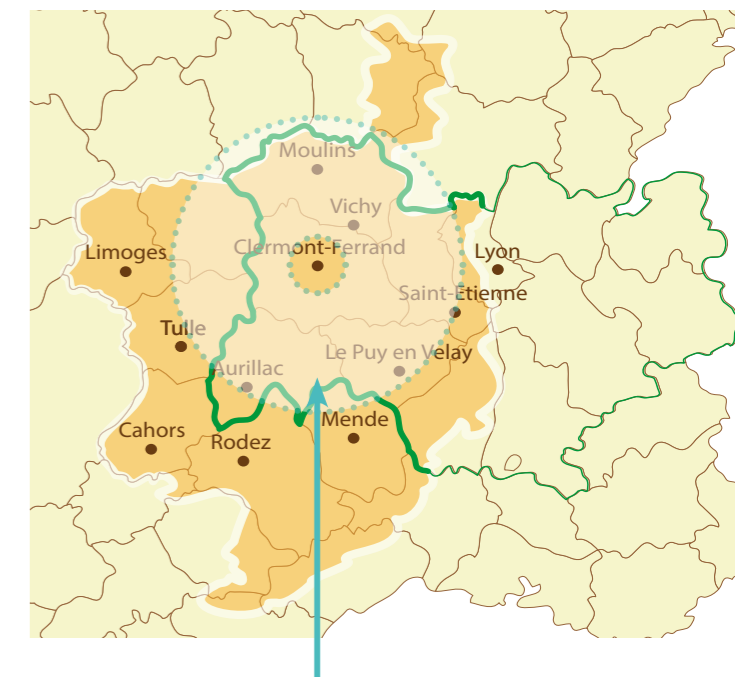 Moulins
Vichy
Clermont-Ferrand
Limoges
Lyon
Saint-Etienne
Tulle
Le Puy en Velay
Aurillac
Mende
Cahors
Rodez